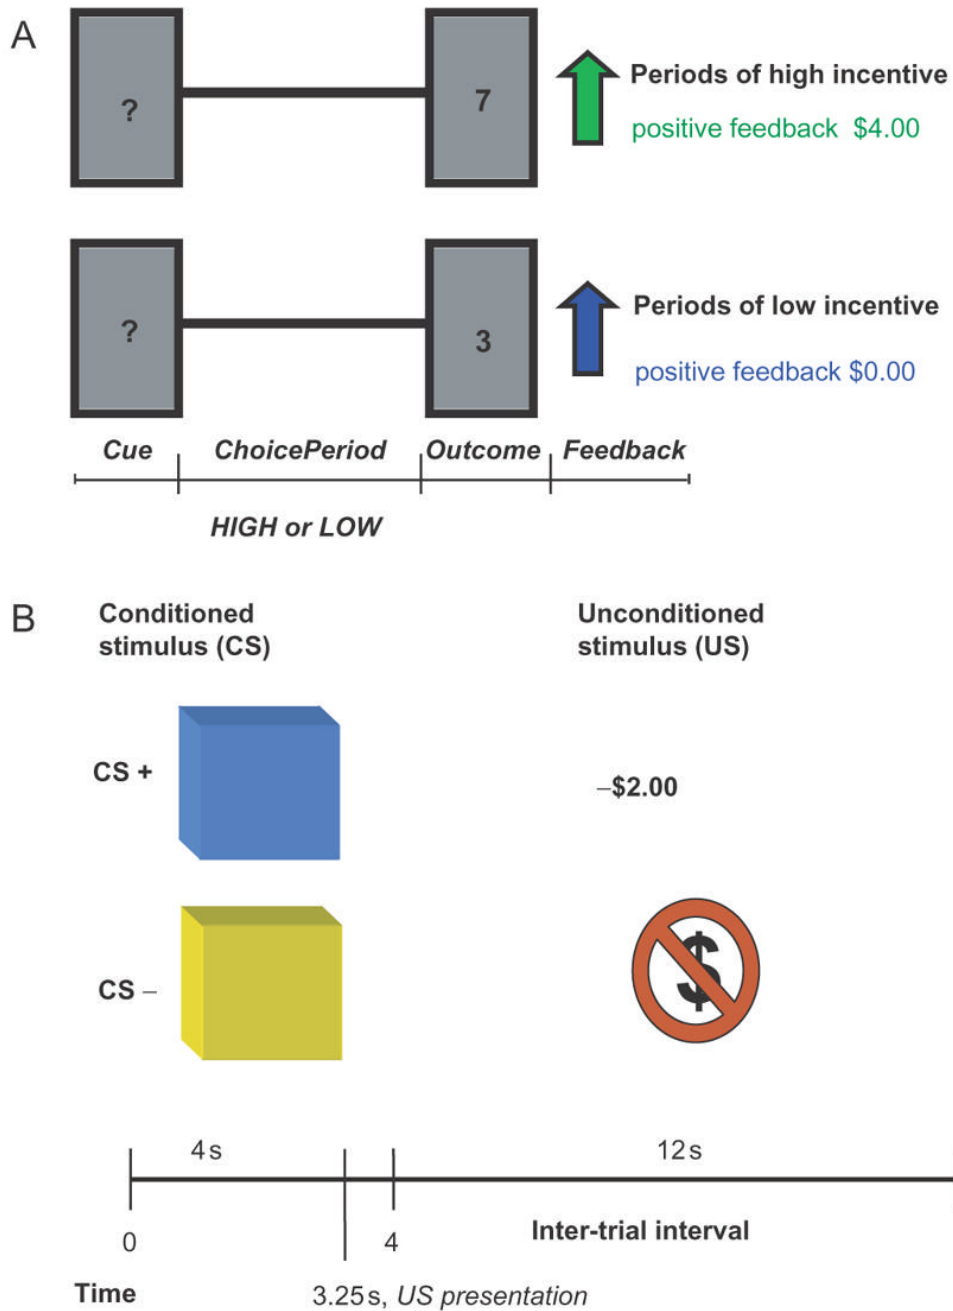 A
?
7
Periods of high incentive
positive feedback $4.00
?
3
Periods of low incentive
positive feedback $0.00
Cue ChoicePeriod Outcome Feedback
HIGH or LOW
B
Conditioned
stimulus (CS)
Unconditioned
stimulus (US)
CS +
–$2.00
CS –
$
4 s
12 s
0
4
Inter-trial interval
Time
3.25 s, US presentation